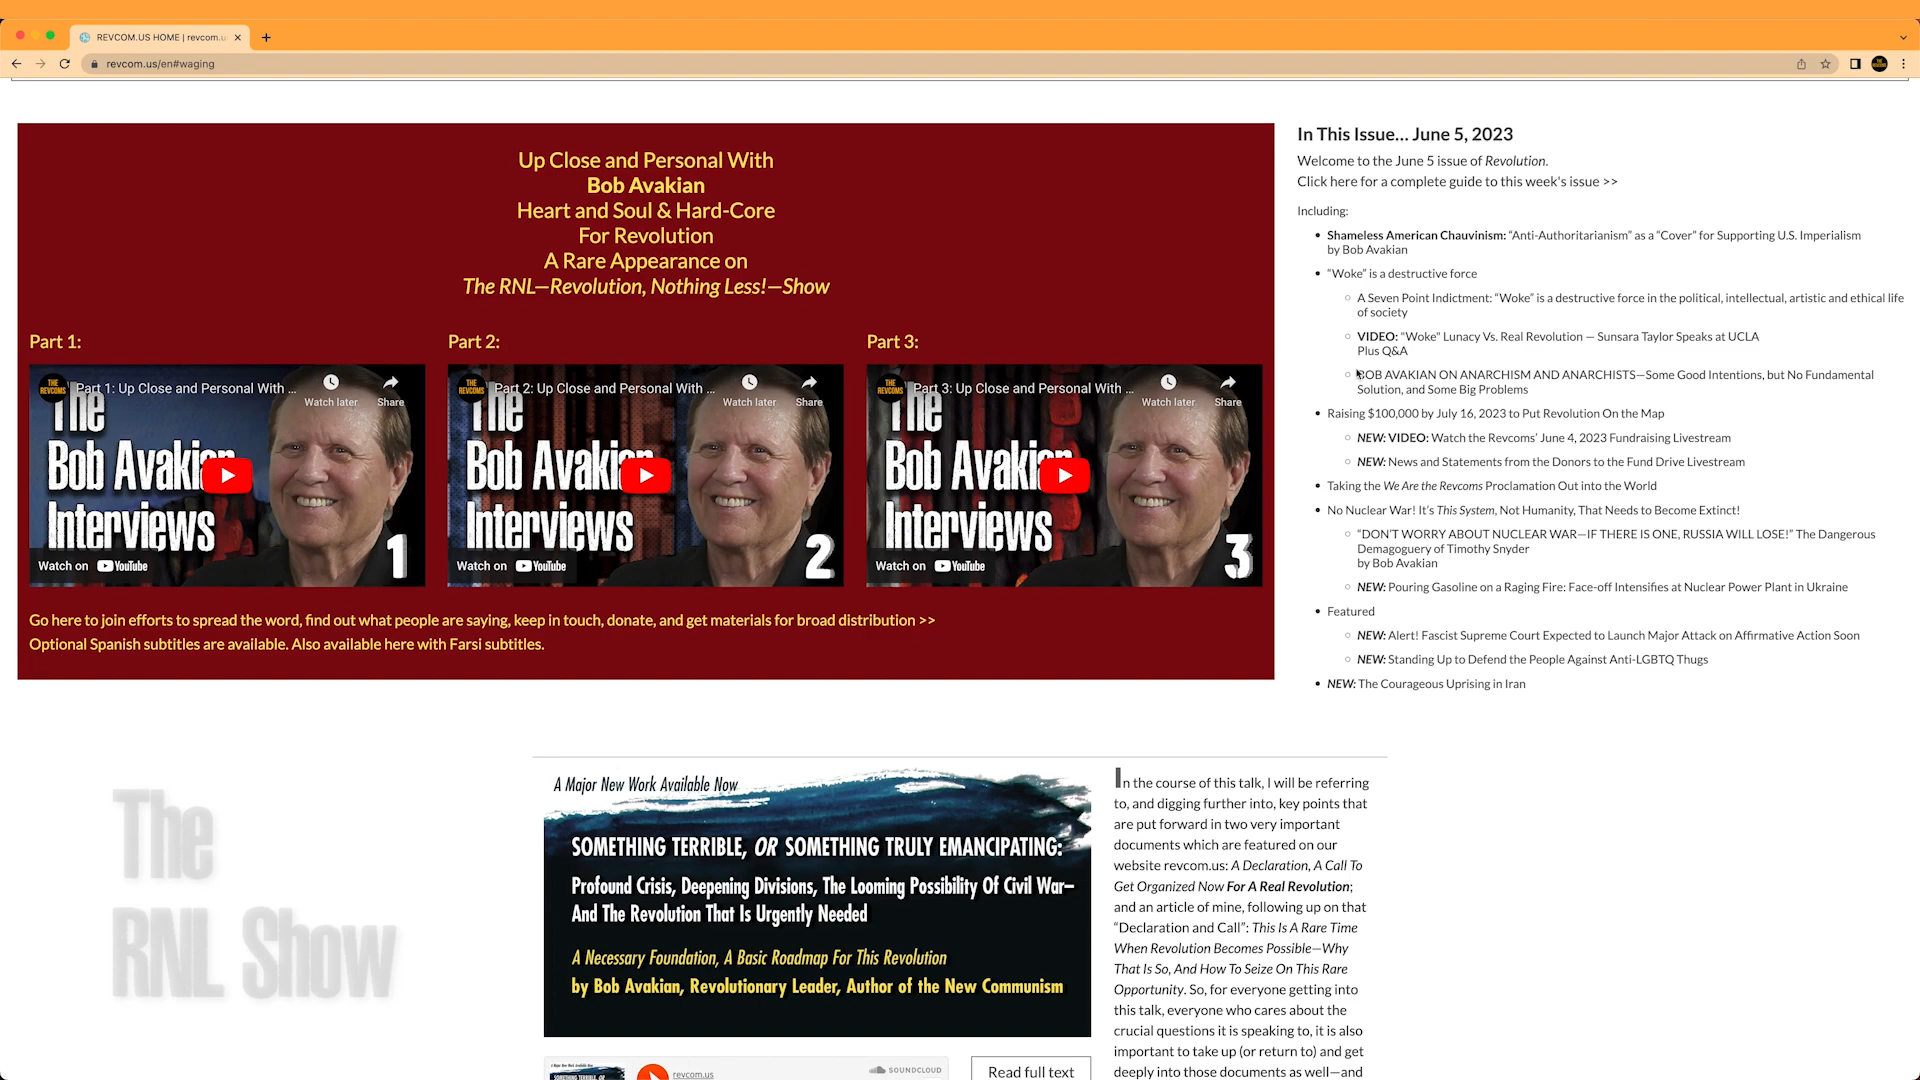 REVCOM.US HOME | revcom.u
revcom.us/en#waging
Up Close and Personal With
Bob Avakian
Heart and Soul & Hard-Core
For Revolution
A Rare Appearance on
The RNL—Revolution, Nothing Less!—Show
Part 1:
Part 2:
Part 3:
THE REVCOMS
Part 1: Up Close and Personal With ...
Watch later
Share
The
Bob Avakian
Interviews
1
Watch on YouTube
THE REVCOMS
Part 2: Up Close and Personal With ...
Watch later
Share
The
Bob Avakian
Interviews
2
Watch on YouTube
THE REVCOMS
Part 3: Up Close and Personal With ...
Watch later
Share
The
Bob Avakian
Interviews
3
Watch on YouTube
Go here to join efforts to spread the word, find out what people are saying, keep in touch, donate, and get materials for broad distribution >>
Optional Spanish subtitles are available. Also available here with Farsi subtitles.
In This Issue... June 5, 2023
Welcome to the June 5 issue of Revolution.
Click here for a complete guide to this week's issue >>
Including:
Shameless American Chauvinism: “Anti-Authoritarianism” as a “Cover” for Supporting U.S. Imperialism
by Bob Avakian
“Woke” is a destructive force
A Seven Point Indictment: “Woke” is a destructive force in the political, intellectual, artistic and ethical life
of society
VIDEO: "Woke" Lunacy Vs. Real Revolution — Sunsara Taylor Speaks at UCLA
Plus Q&A
BOB AVAKIAN ON ANARCHISM AND ANARCHISTS—Some Good Intentions, but No Fundamental
Solution, and Some Big Problems
Raising $100,000 by July 16, 2023 to Put Revolution On the Map
NEW: VIDEO: Watch the Revcoms’ June 4, 2023 Fundraising Livestream
NEW: News and Statements from the Donors to the Fund Drive Livestream
Taking the We Are the Revcoms Proclamation Out into the World
No Nuclear War! It’s This System, Not Humanity, That Needs to Become Extinct!
“DON’T WORRY ABOUT NUCLEAR WAR—IF THERE IS ONE, RUSSIA WILL LOSE!” The Dangerous
Demagoguery of Timothy Snyder
by Bob Avakian
NEW: Pouring Gasoline on a Raging Fire: Face-off Intensifies at Nuclear Power Plant in Ukraine
Featured
NEW: Alert! Fascist Supreme Court Expected to Launch Major Attack on Affirmative Action Soon
NEW: Standing Up to Defend the People Against Anti-LGBTQ Thugs
NEW: The Courageous Uprising in Iran
The
RNL Show
A Major New Work Available Now
SOMETHING TERRIBLE, OR SOMETHING TRULY EMANCIPATING:
Profound Crisis, Deepening Divisions, The Looming Possibility Of Civil War—
And The Revolution That Is Urgently Needed
A Necessary Foundation, A Basic Roadmap For This Revolution
by Bob Avakian, Revolutionary Leader, Author of the New Communism
revcom.us
SOUNDCLOUD
Read full text
In the course of this talk, I will be referring
to, and digging further into, key points that
are put forward in two very important
documents which are featured on our
website revcom.us: A Declaration, A Call To
Get Organized Now For A Real Revolution;
and an article of mine, following up on that
“Declaration and Call”: This Is A Rare Time
When Revolution Becomes Possible—Why
That Is So, And How To Seize On This Rare
Opportunity. So, for everyone getting into
this talk, everyone who cares about the
crucial questions it is speaking to, it is also
important to take up (or return to) and get
deeply into those documents as well—and